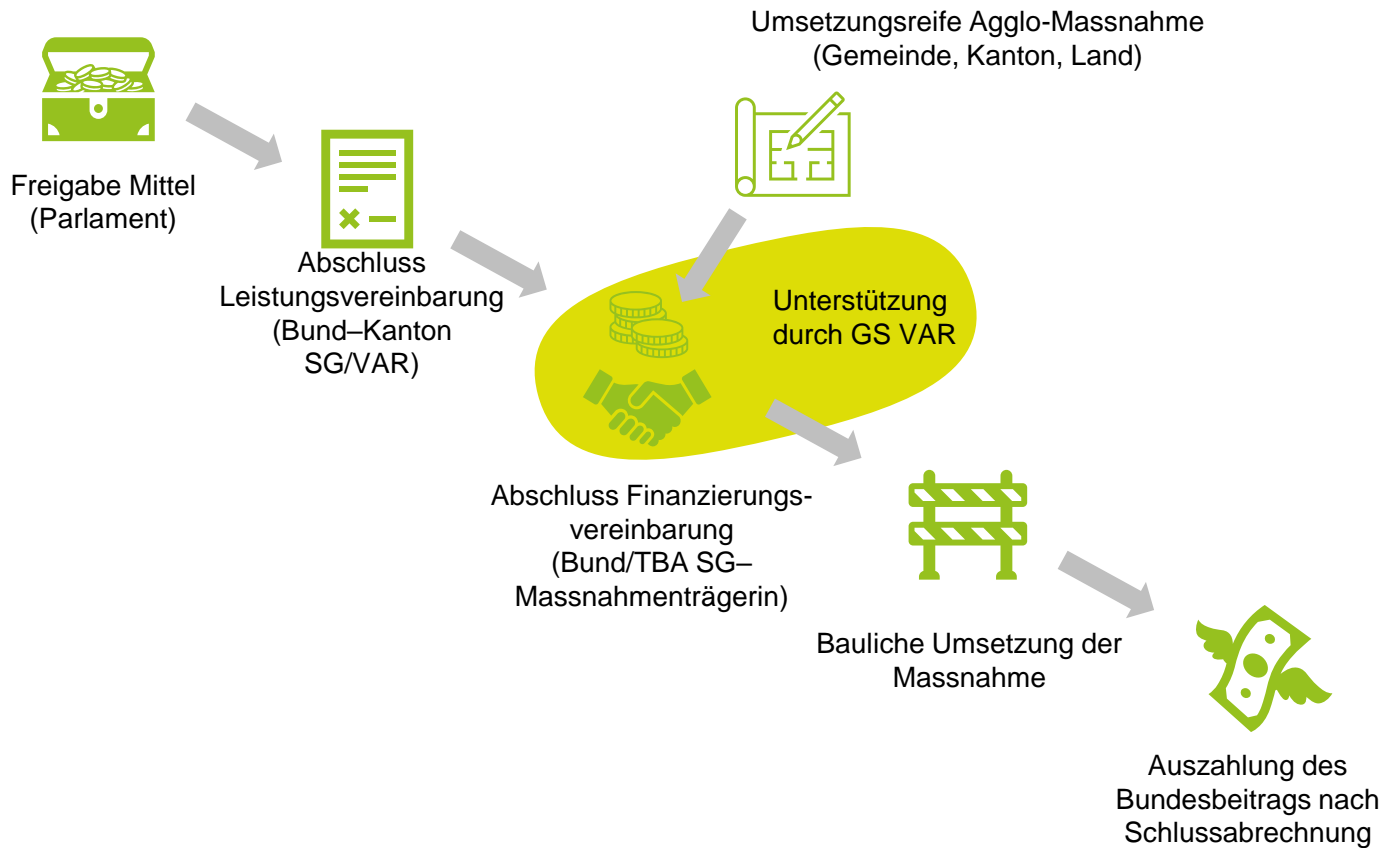 Umsetzungsreife Agglo-Massnahme
(Gemeinde, Kanton, Land)
Freigabe Mittel
(Parlament)
Abschluss
Leistungsvereinbarung
(Bund–Kanton
SG/VAR)
Unterstützung
durch GS VAR
Abschluss Finanzierungs-
vereinbarung
(Bund/TBA SG–
Massnahmenträgerin)
Bauliche Umsetzung der
Massnahme
Auszahlung des
Bundesbeitrags nach
Schlussabrechnung